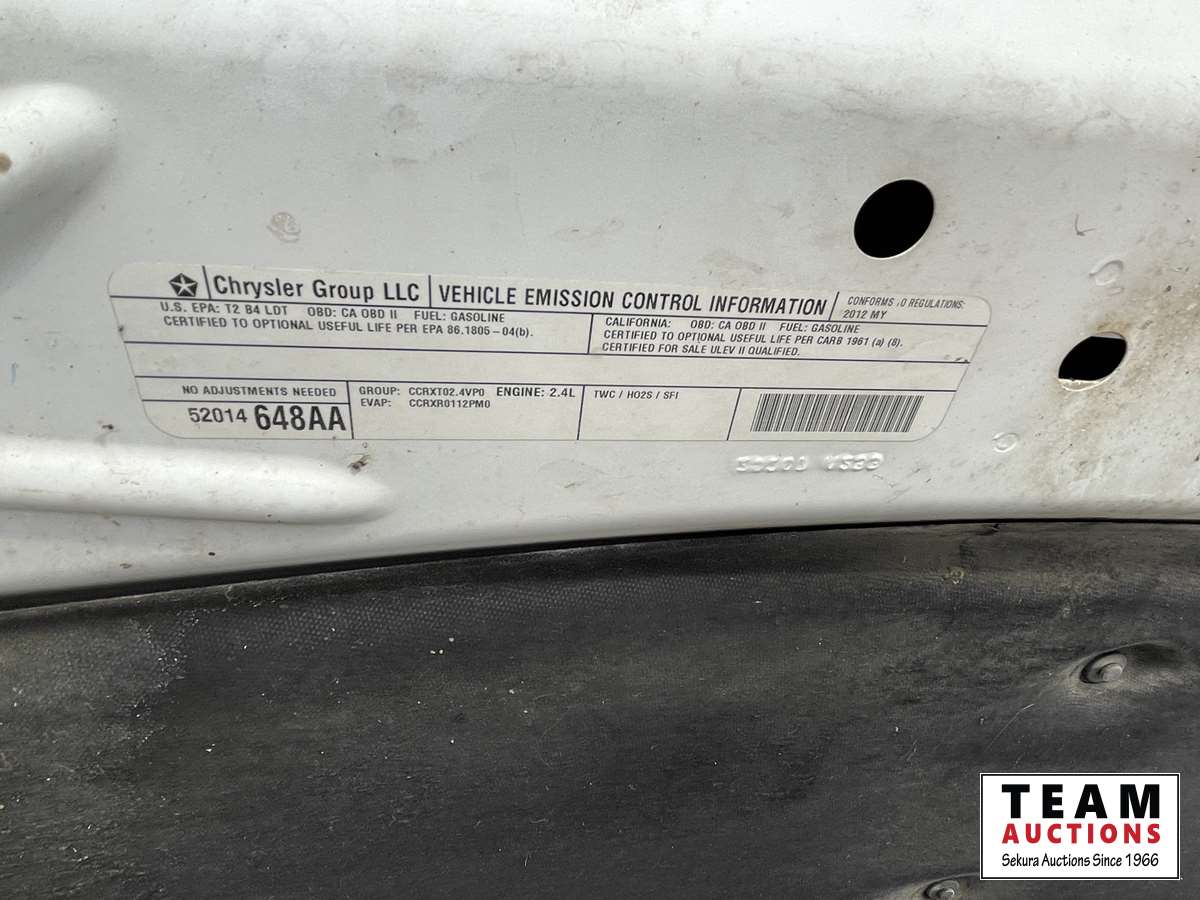 Chrysler Group LLC
VEHICLE EMISSION CONTROL INFORMATION
CONFORMS TO REGULATIONS:
2012 MY
U.S. EPA: T2 B4 LDT OBD: CA OBD II FUEL: GASOLINE
CERTIFIED TO OPTIONAL USEFUL LIFE PER EPA 86.1805-04(b).
CALIFORNIA: OBD: CA OBD II FUEL: GASOLINE
CERTIFIED TO OPTIONAL USEFUL LIFE PER CARB 1961 (a) (8).
CERTIFIED FOR SALE ULEV II QUALIFIED.
NO ADJUSTMENTS NEEDED
52014 648AA
GROUP: CCRXT02.4VP0 ENGINE: 2.4L
EVAP: CCRXR0112PM0
TWC / HO2S / SFI
TEAM
AUCTIONS
Sekura Auctions Since 1966